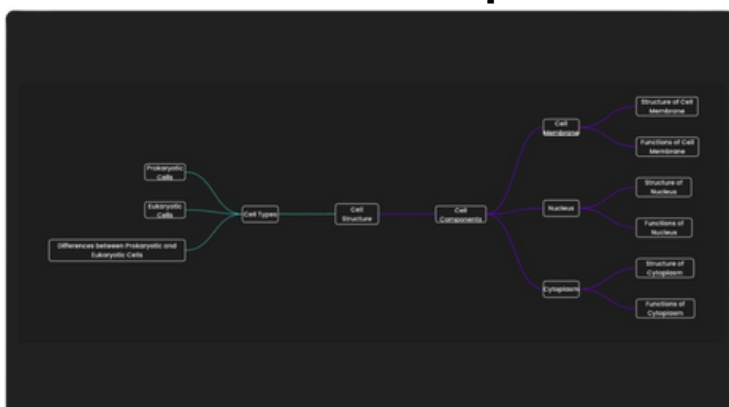 Prokaryotic
Cells
Eukaryotic
Cells
Differences between Prokaryotic and
Eukaryotic Cells
Cell Types
Cell
Structure
Cell
Components
Cell
Membrane
Nucleus
Cytoplasm
Structure of Cell
Membrane
Functions of Cell
Membrane
Structure of
Nucleus
Functions of
Nucleus
Structure of
Cytoplasm
Functions of
Cytoplasm